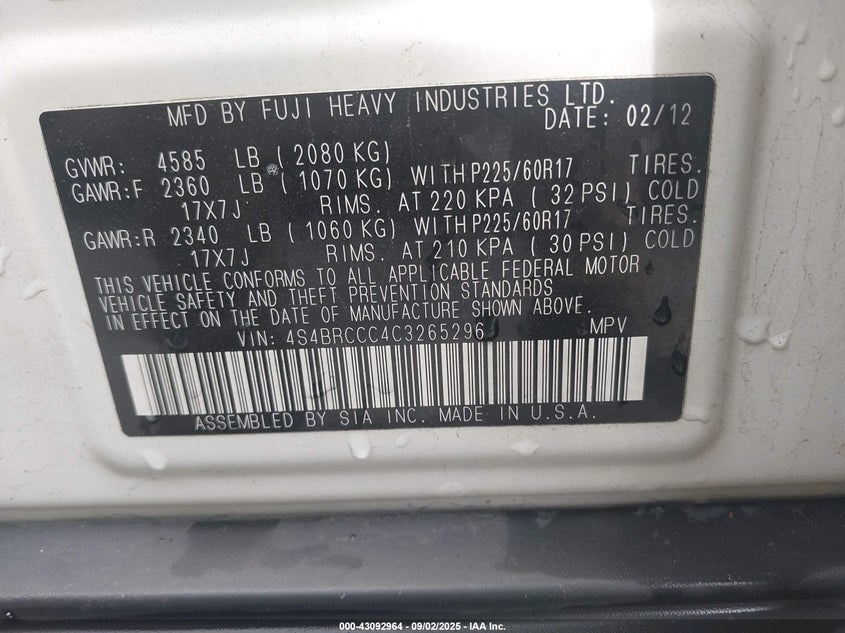 MFD BY FUJI HEAVY INDUSTRIES LTD.
DATE: 02/12
GVWR: 4585 LB ( 2080 KG)
GAWR:F 2360 LB ( 1070 KG) WITH P225/60R17 TIRES.
17X7J RIMS. AT 220 KPA ( 32 PSI) COLD
GAWR:R 2340 LB ( 1060 KG) WITH P225/60R17 TIRES.
17X7J RIMS. AT 210 KPA ( 30 PSI) COLD
THIS VEHICLE CONFORMS TO ALL APPLICABLE FEDERAL MOTOR
VEHICLE SAFETY AND THEFT PREVENTION STANDARDS
IN EFFECT ON THE DATE OF MANUFACTURE SHOWN ABOVE.
VIN: 4S4BRCCC4C3265296 MPV
ASSEMBLED BY SIA INC. MADE IN U.S.A.
000-43092964 - 09/02/2025 - IAA Inc.